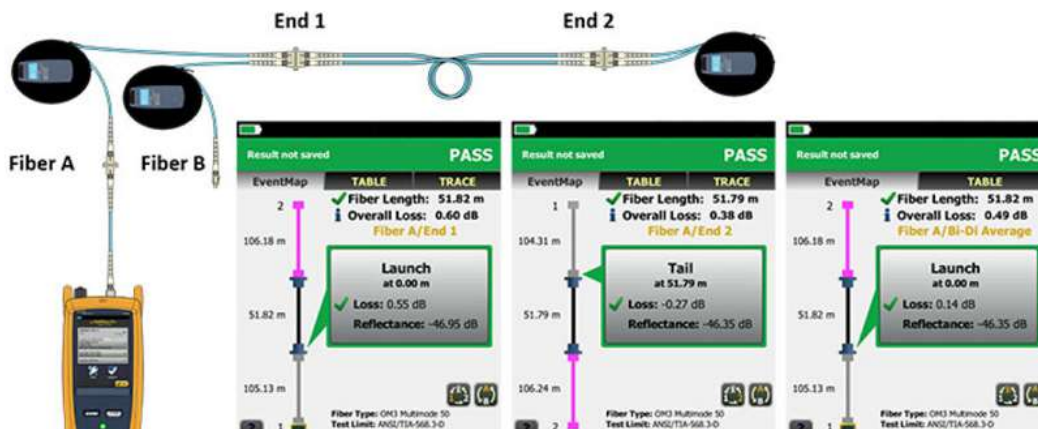 End 1
End 2
Fiber A
Fiber B
Result not saved
PASS
EventMap
TABLE
TRACE
2
Fiber Length: 51.82 m
Overall Loss: 0.60 dB
Fiber A/End 1
106.18 m
Launch
at 0.00 m
Loss: 0.55 dB
Reflectance: -46.95 dB
51.82 m
105.13 m
1
Fiber Type: OM3 Multimode 50
Test Limit: ANSI/TIA-568.3-D
Result not saved
PASS
EventMap
TABLE
TRACE
1
Fiber Length: 51.79 m
Overall Loss: 0.38 dB
Fiber A/End 2
104.31 m
Tail
at 51.79 m
Loss: -0.27 dB
Reflectance: -46.35 dB
51.79 m
106.24 m
2
Fiber Type: OM3 Multimode 50
Test Limit: ANSI/TIA-568.3-D
Result not saved
PASS
EventMap
TABLE
2
Fiber Length: 51.82 m
Overall Loss: 0.49 dB
Fiber A/Bi-Di Average
106.18 m
Launch
at 0.00 m
Loss: 0.14 dB
Reflectance: -46.35 dB
51.82 m
105.13 m
1
Fiber Type: OM3 Multimode 50
Test Limit: ANSI/TIA-568.3-D